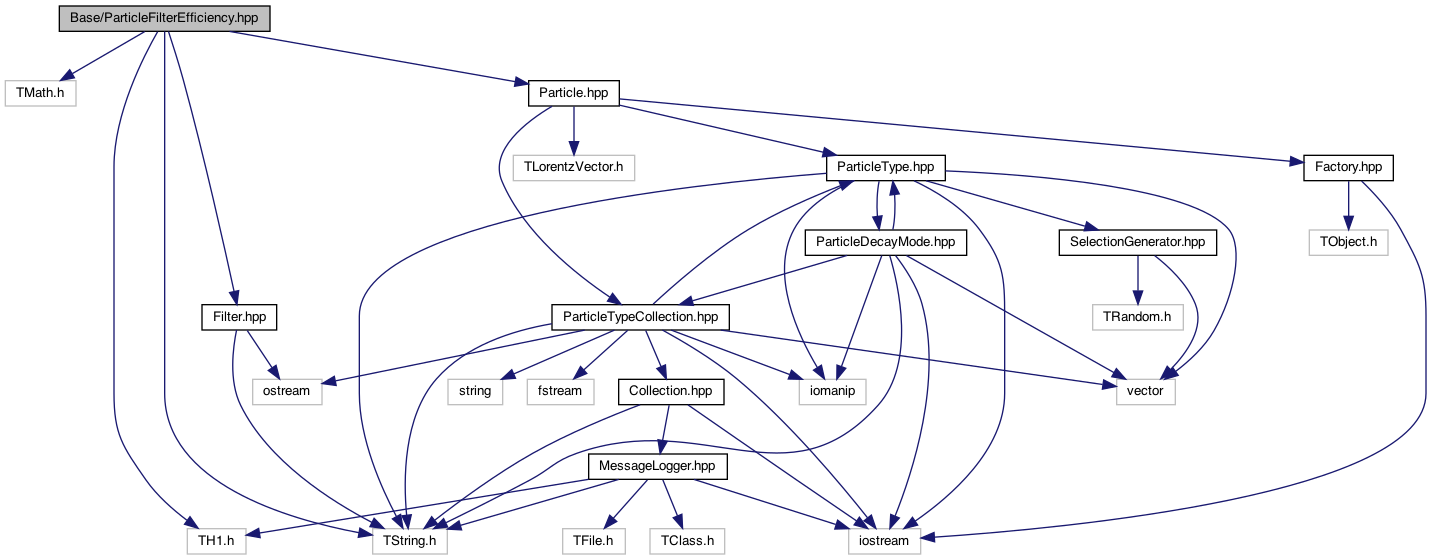 Base/ParticleFilterEfficiency.hpp
TMath.h
Particle.hpp
TLorentzVector.h
ParticleType.hpp
Factory.hpp
ParticleDecayMode.hpp
SelectionGenerator.hpp
TObject.h
Filter.hpp
ParticleTypeCollection.hpp
TRandom.h
ostream
string
fstream
Collection.hpp
iomanip
vector
MessageLogger.hpp
TH1.h
TString.h
TFile.h
TClass.h
iostream